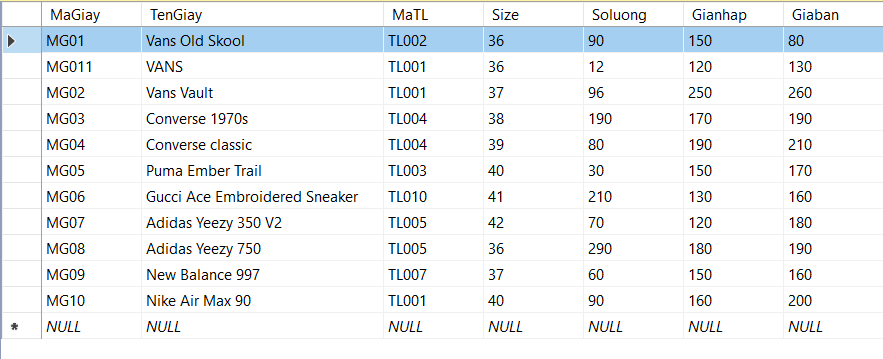 MaGiay TenGiay MaTL Size Soluong Gianhap Giaban
MG01 Vans Old Skool TL002 36 90 150 80
MG011 VANS TL001 36 12 120 130
MG02 Vans Vault TL001 37 96 250 260
MG03 Converse 1970s TL004 38 190 170 190
MG04 Converse classic TL004 39 80 190 210
MG05 Puma Ember Trail TL003 40 30 150 170
MG06 Gucci Ace Embroidered Sneaker TL010 41 210 130 160
MG07 Adidas Yeezy 350 V2 TL005 42 70 120 180
MG08 Adidas Yeezy 750 TL005 36 290 180 190
MG09 New Balance 997 TL007 37 60 150 160
MG10 Nike Air Max 90 TL001 40 90 160 200
* NULL NULL NULL NULL NULL NULL NULL